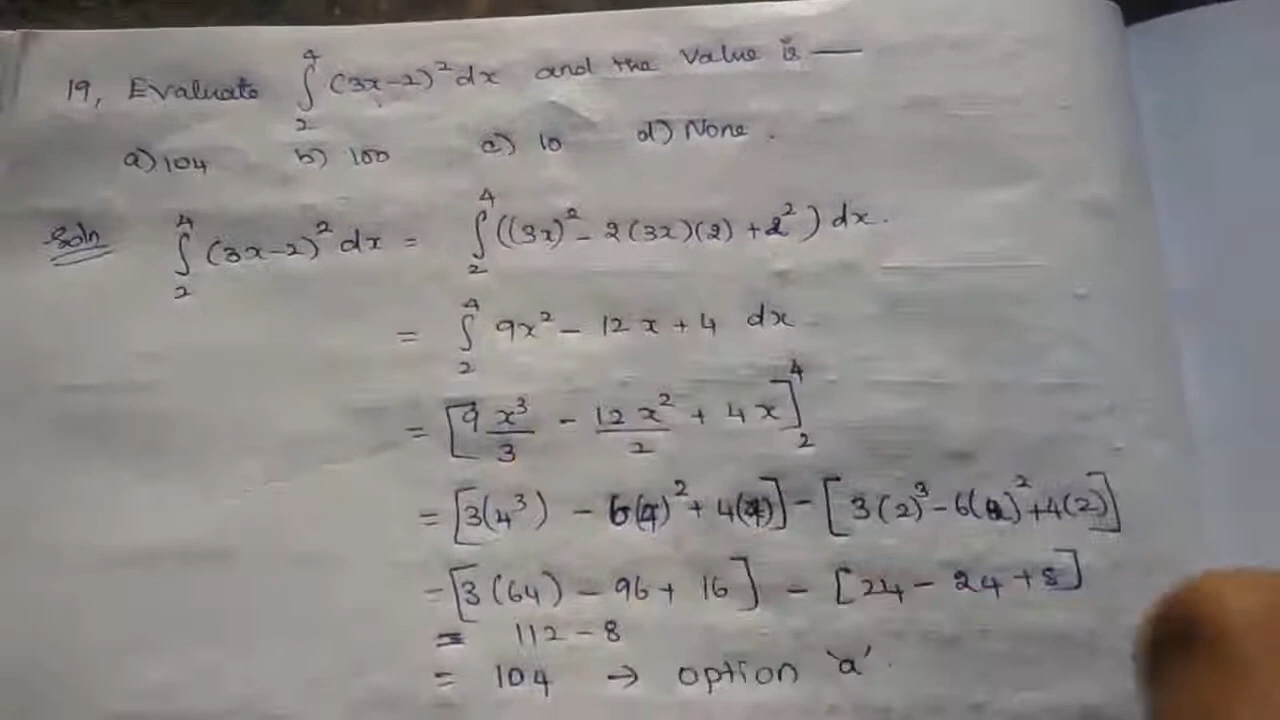 19, Evaluate ∫₂⁴ (3x-2)² dx and the value is —
a) 104 b) 100 c) 10 d) None.
Soln ∫₂⁴ (3x-2)² dx = ∫₂⁴ ((3x)² - 2(3x)(2) + 2²) dx.
= ∫₂⁴ 9x² - 12x + 4 dx
= [9 x³/3 - 12x²/2 + 4x]₂⁴
= [3(4³) - 6(4)² + 4(4)] - [3(2)³ - 6(2)² + 4(2)]
= [3(64) - 96 + 16] - [24 - 24 + 8]
= 112 - 8
= 104 → option 'a'.